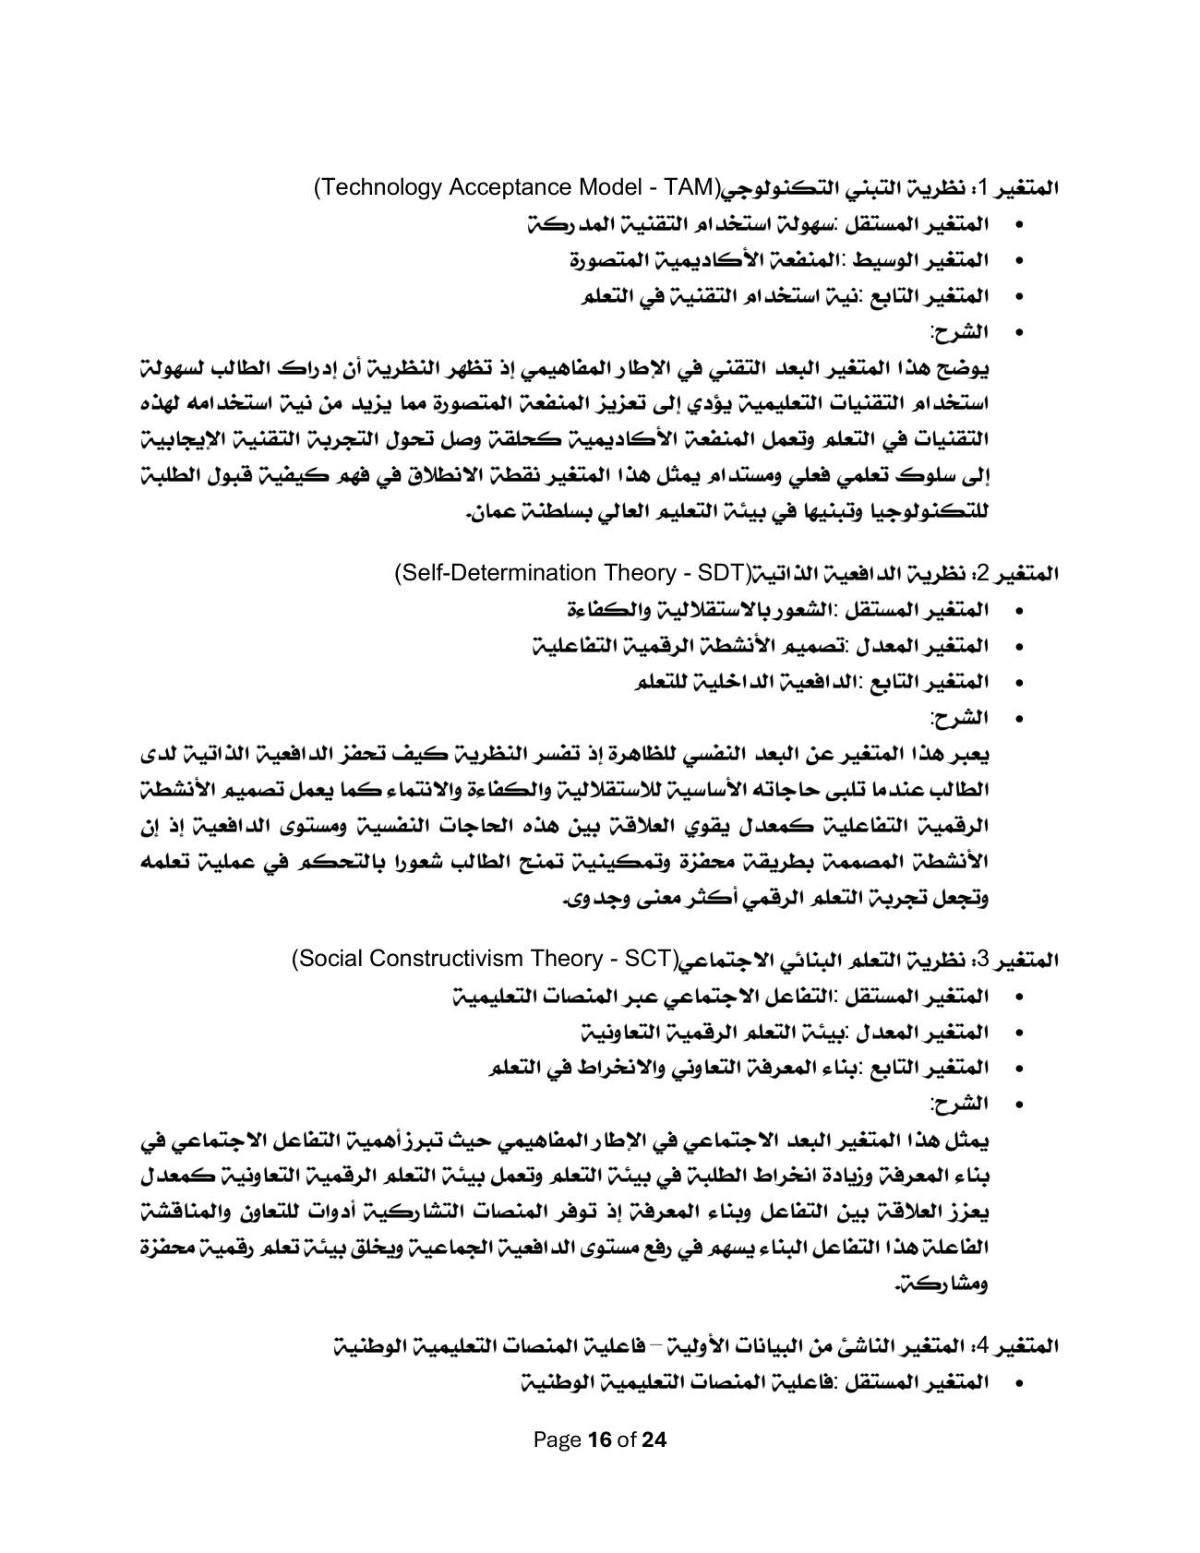 المتغير 1: نظرية التبني التكنولوجي(Technology Acceptance Model - TAM)
• المتغير المستقل :سهولة استخدام التقنية المدركة
• المتغير الوسيط :المنفعة الأكاديمية المتصورة
• المتغير التابع :نية استخدام التقنية في التعلم
• الشرح:
يوضح هذا المتغير البعد التقني في الإطار المفاهيمي إذ تظهر النظرية أن إدراك الطالب لسهولة
استخدام التقنيات التعليمية يؤدي إلى تعزيز المنفعة المتصورة مما يزيد من نية استخدامه لهذه
التقنيات في التعلم وتعمل المنفعة الأكاديمية كحلقة وصل تحول التجربة التقنية الإيجابية
إلى سلوك تعلمي فعلي ومستدام يمثل هذا المتغير نقطة الانطلاق في فهم كيفية قبول الطلبة
للتكنولوجيا وتبنيها في بيئة التعليم العالي بسلطنة عمان.
المتغير 2: نظرية الدافعية الذاتية(Self-Determination Theory - SDT)
• المتغير المستقل :الشعور بالاستقلالية والكفاءة
• المتغير المعدل :تصميم الأنشطة الرقمية التفاعلية
• المتغير التابع :الدافعية الداخلية للتعلم
• الشرح:
يعبر هذا المتغير عن البعد النفسي للظاهرة إذ تفسر النظرية كيف تحفز الدافعية الذاتية لدى
الطالب عندما تلبى حاجاته الأساسية للاستقلالية والكفاءة والانتماء كما يعمل تصميم الأنشطة
الرقمية التفاعلية كمعدل يقوي العلاقة بين هذه الحاجات النفسية ومستوى الدافعية إذ إن
الأنشطة المصممة بطريقة محفزة وتمكينية تمنح الطالب شعورا بالتحكم في عملية تعلمه
وتجعل تجربة التعلم الرقمي أكثر معنى وجدوى.
المتغير 3: نظرية التعلم البنائي الاجتماعي(Social Constructivism Theory - SCT)
• المتغير المستقل :التفاعل الاجتماعي عبر المنصات التعليمية
• المتغير المعدل :بيئة التعلم الرقمية التعاونية
• المتغير التابع :بناء المعرفة التعاوني والانخراط في التعلم
• الشرح:
يمثل هذا المتغير البعد الاجتماعي في الإطار المفاهيمي حيث تبرز أهمية التفاعل الاجتماعي في
بناء المعرفة وزيادة انخراط الطلبة في بيئة التعلم وتعمل بيئة التعلم الرقمية التعاونية كمعدل
يعزز العلاقة بين التفاعل وبناء المعرفة إذ توفر المنصات التشاركية أدوات للتعاون والمناقشة
الفاعلة هذا التفاعل البناء يسهم في رفع مستوى الدافعية الجماعية ويخلق بيئة تعلم رقمية محفزة
ومشاركة.
المتغير 4: المتغير الناشئ من البيانات الأولية – فاعلية المنصات التعليمية الوطنية
• المتغير المستقل :فاعلية المنصات التعليمية الوطنية
Page 16 of 24